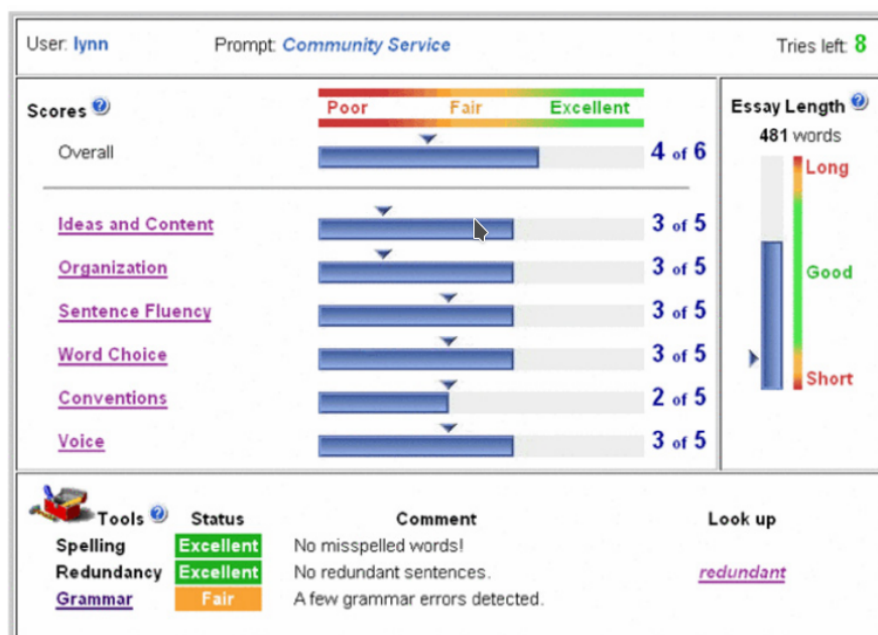 User: lynn Prompt: Community Service Tries left: 8
Scores ?
Poor Fair Excellent
Overall 4 of 6
Ideas and Content 3 of 5
Organization 3 of 5
Sentence Fluency 3 of 5
Word Choice 3 of 5
Conventions 2 of 5
Voice 3 of 5
Essay Length ?
481 words
Long
Good
Short
Tools ? Status Comment Look up
Spelling Excellent No misspelled words!
Redundancy Excellent No redundant sentences. redundant
Grammar Fair A few grammar errors detected.